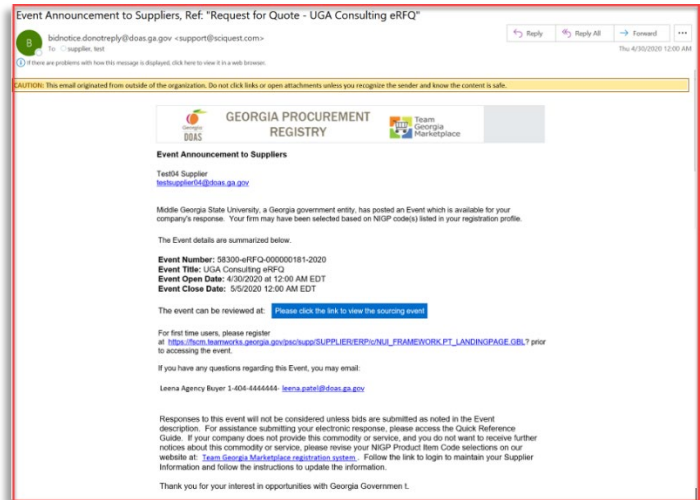 Event Announcement to Suppliers, Ref: "Request for Quote - UGA Consulting eRFQ"
B
bidnotice.donotreply@doas.ga.gov <support@sciquest.com>
To supplier, test
Reply
Reply All
Forward
...
Thu 4/30/2020 12:00 AM
If there are problems with how this message is displayed, click here to view it in a web browser.
CAUTION: This email originated from outside of the organization. Do not click links or open attachments unless you recognize the sender and know the content is safe.
Georgia
DOAS
GEORGIA PROCUREMENT
REGISTRY
Team
Georgia
Marketplace
Event Announcement to Suppliers
Test04 Supplier
testsupplier04@doas.ga.gov
Middle Georgia State University, a Georgia government entity, has posted an Event which is available for your
company's response. Your firm may have been selected based on NIGP code(s) listed in your registration profile.
The Event details are summarized below.
Event Number: 58300-eRFQ-000000181-2020
Event Title: UGA Consulting eRFQ
Event Open Date: 4/30/2020 at 12:00 AM EDT
Event Close Date: 5/5/2020 12:00 AM EDT
The event can be reviewed at: Please click the link to view the sourcing event
For first time users, please register
at https://fscm.teamworks.georgia.gov/psc/supp/SUPPLIER/ERP/c/NUI_FRAMEWORK.PT_LANDINGPAGE.GBL? prior
to accessing the event.
If you have any questions regarding this Event, you may email:
Leena Agency Buyer 1-404-4444444- leena.patel@doas.ga.gov
Responses to this event will not be considered unless bids are submitted as noted in the Event
description. For assistance submitting your electronic response, please access the Quick Reference
Guide. If your company does not provide this commodity or service, and you do not want to receive further
notices about this commodity or service, please revise your NIGP Product Item Code selections on our
website at: Team Georgia Marketplace registration system . Follow the link to login to maintain your Supplier
Information and follow the instructions to update the information.
Thank you for your interest in opportunities with Georgia Governmen t.